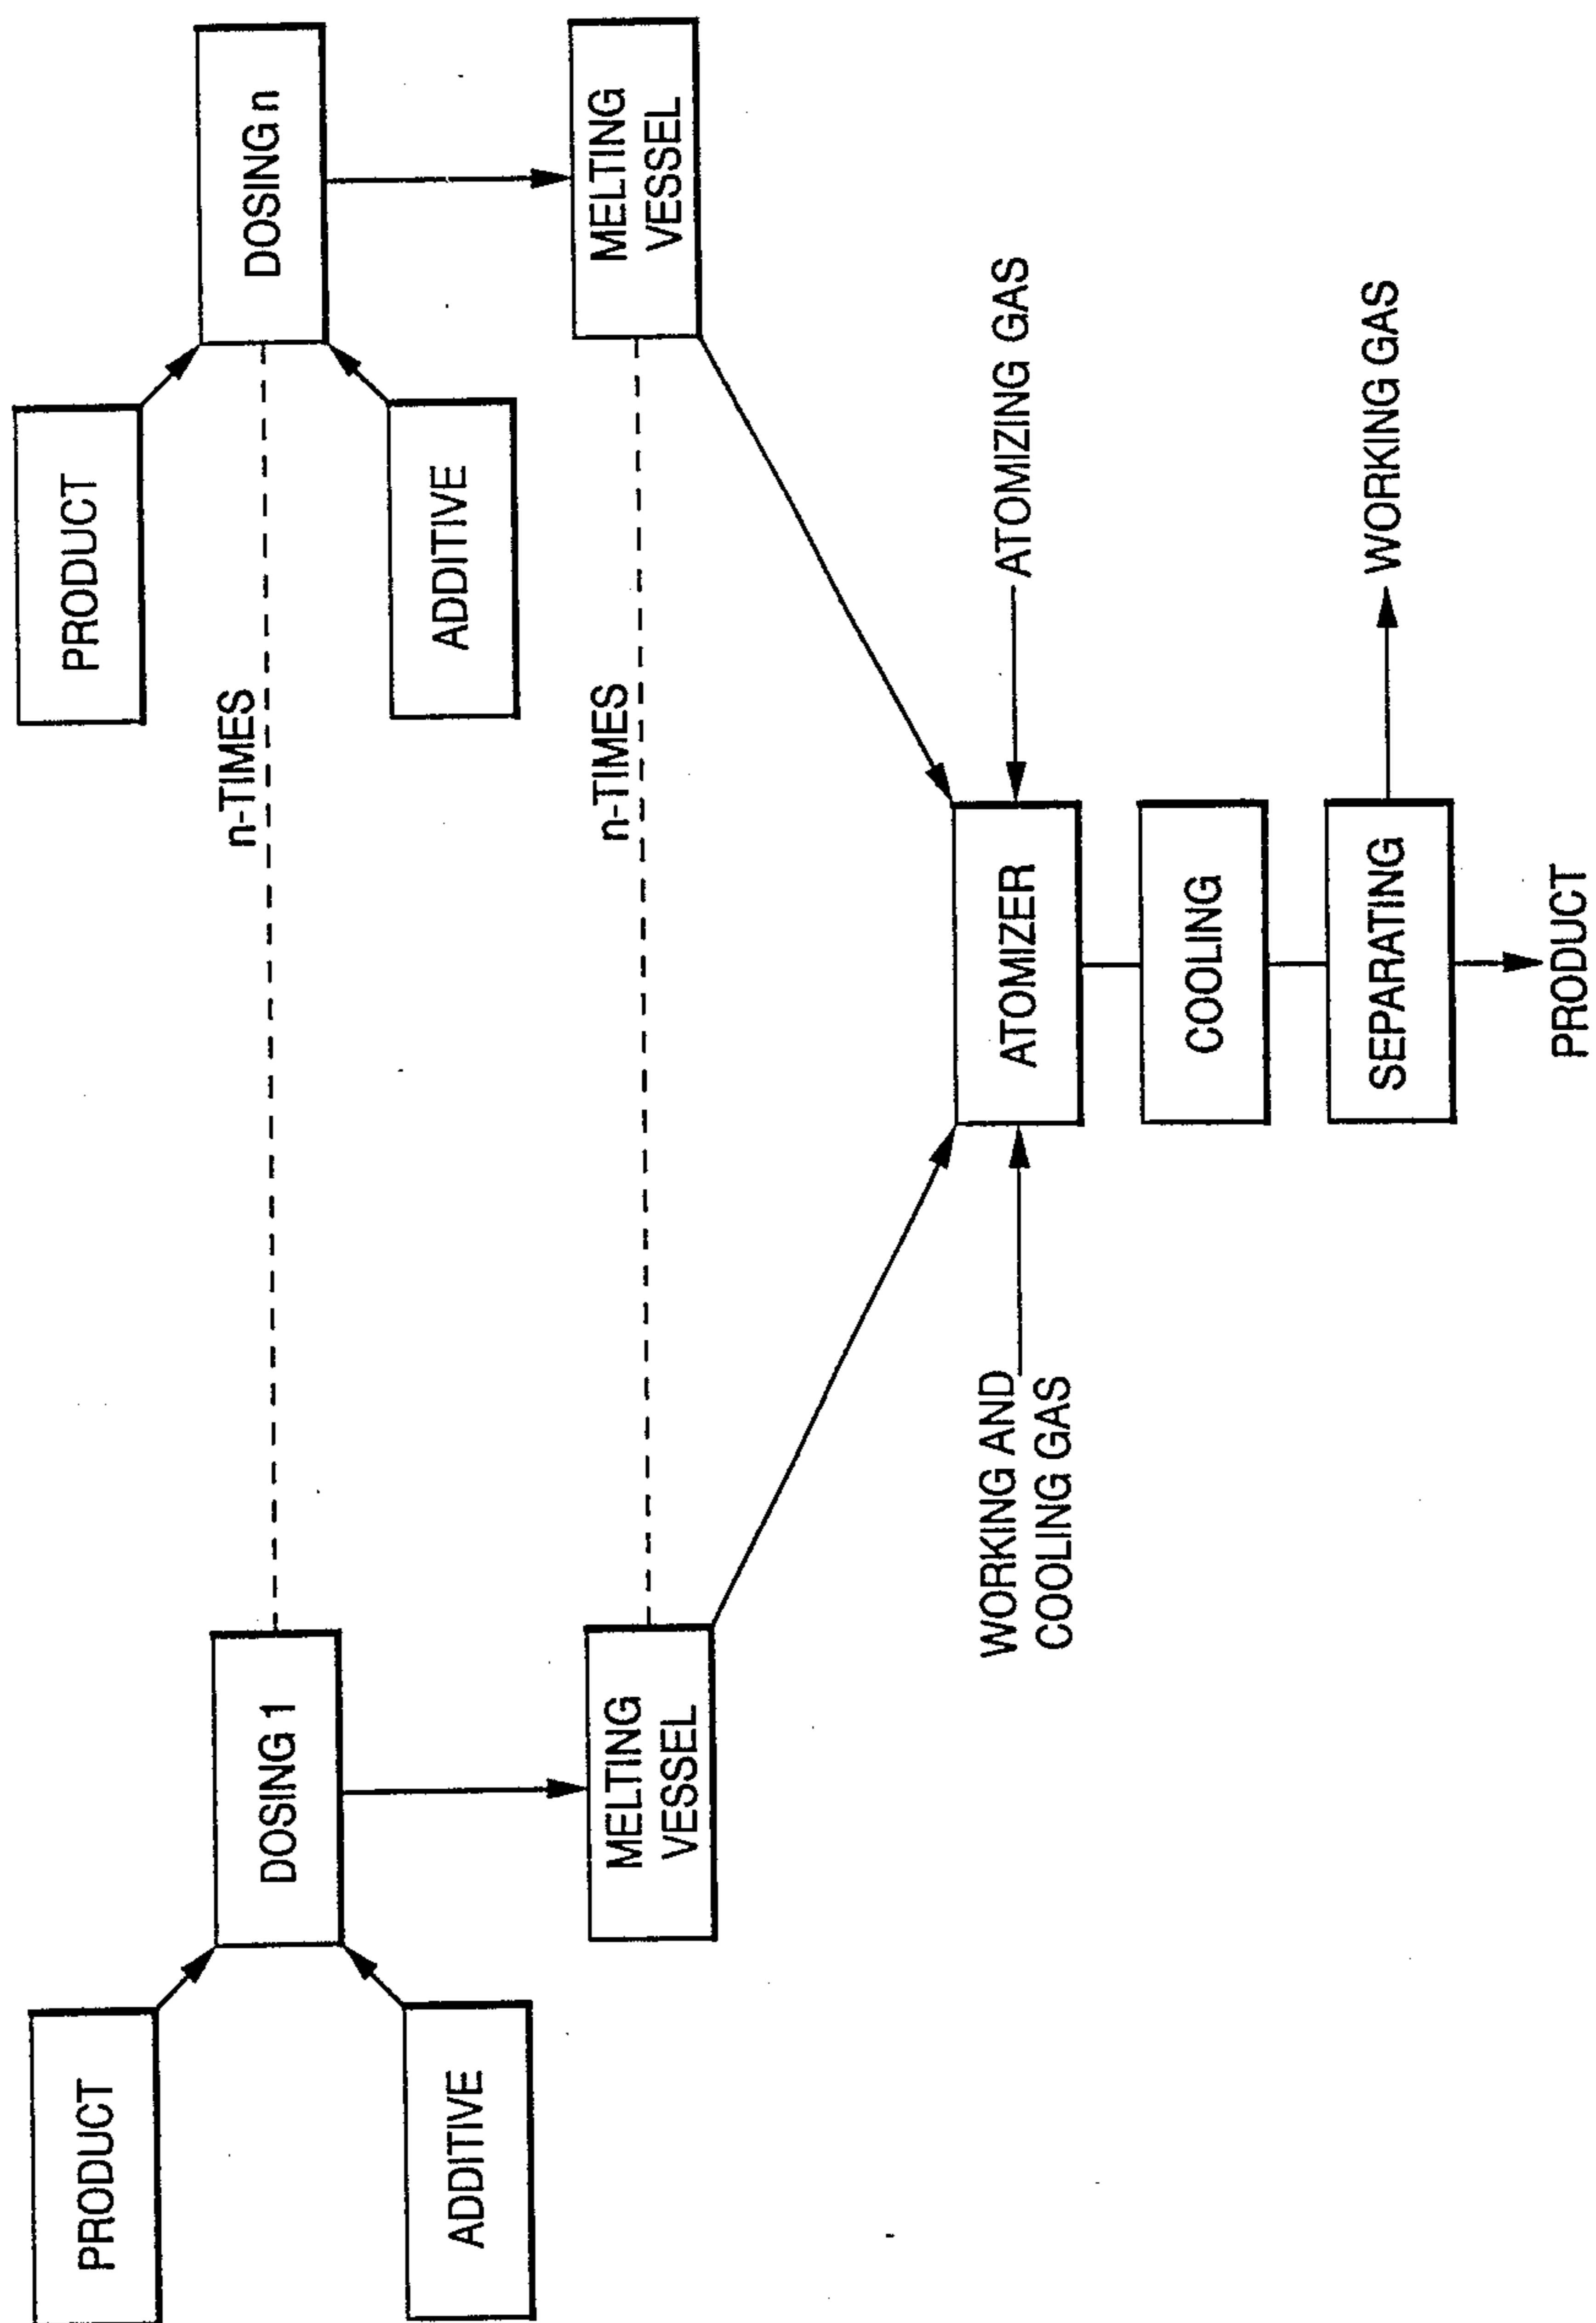 PRODUCT
DOSING 1
ADDITIVE
n-TIMES
PRODUCT
DOSING n
ADDITIVE
MELTING
VESSEL
n-TIMES
MELTING
VESSEL
WORKING AND
COOLING GAS
ATOMIZER
ATOMIZING GAS
COOLING
SEPARATING
WORKING GAS
PRODUCT